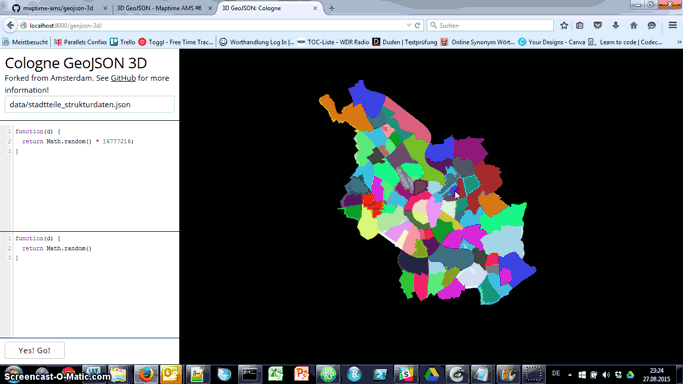 maptime-ams/geojson-3d
3D GeoJSON - Maptime AMS #6
3D GeoJSON: Cologne
localhost:8000/geojson-3d/
Suchen
Meistbesucht
Parallels Confixx
Trello
Toggl - Free Time Trac...
Worthandlung Log In |...
TOC-Liste - WDR Radio
Duden | Textprüfung
Online Synonym Wört...
Your Designs - Canva
Learn to code | Codec...
Cologne GeoJSON 3D
Forked from Amsterdam. See GitHub for more
information!
data/stadtteile_strukturdaten.json
1 function(d) {
2 return Math.random() * 16777216;
3 }
1 function(d) {
2 return Math.random()
3 }
Yes! Go!
Screencast-O-Matic.com
DE
23:24
27.08.2015